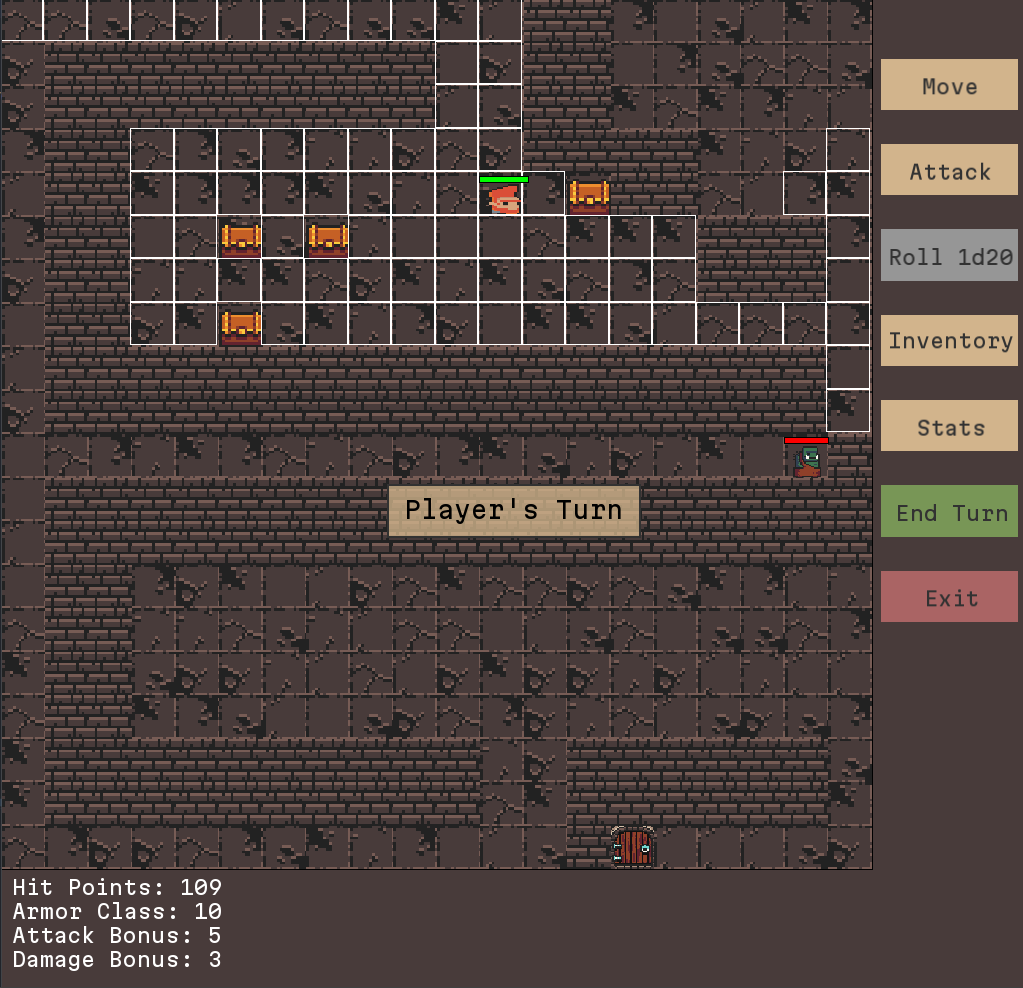 Move
Attack
Roll 1d20
Inventory
Stats
Player's Turn
End Turn
Exit
Hit Points: 109
Armor Class: 10
Attack Bonus: 5
Damage Bonus: 3